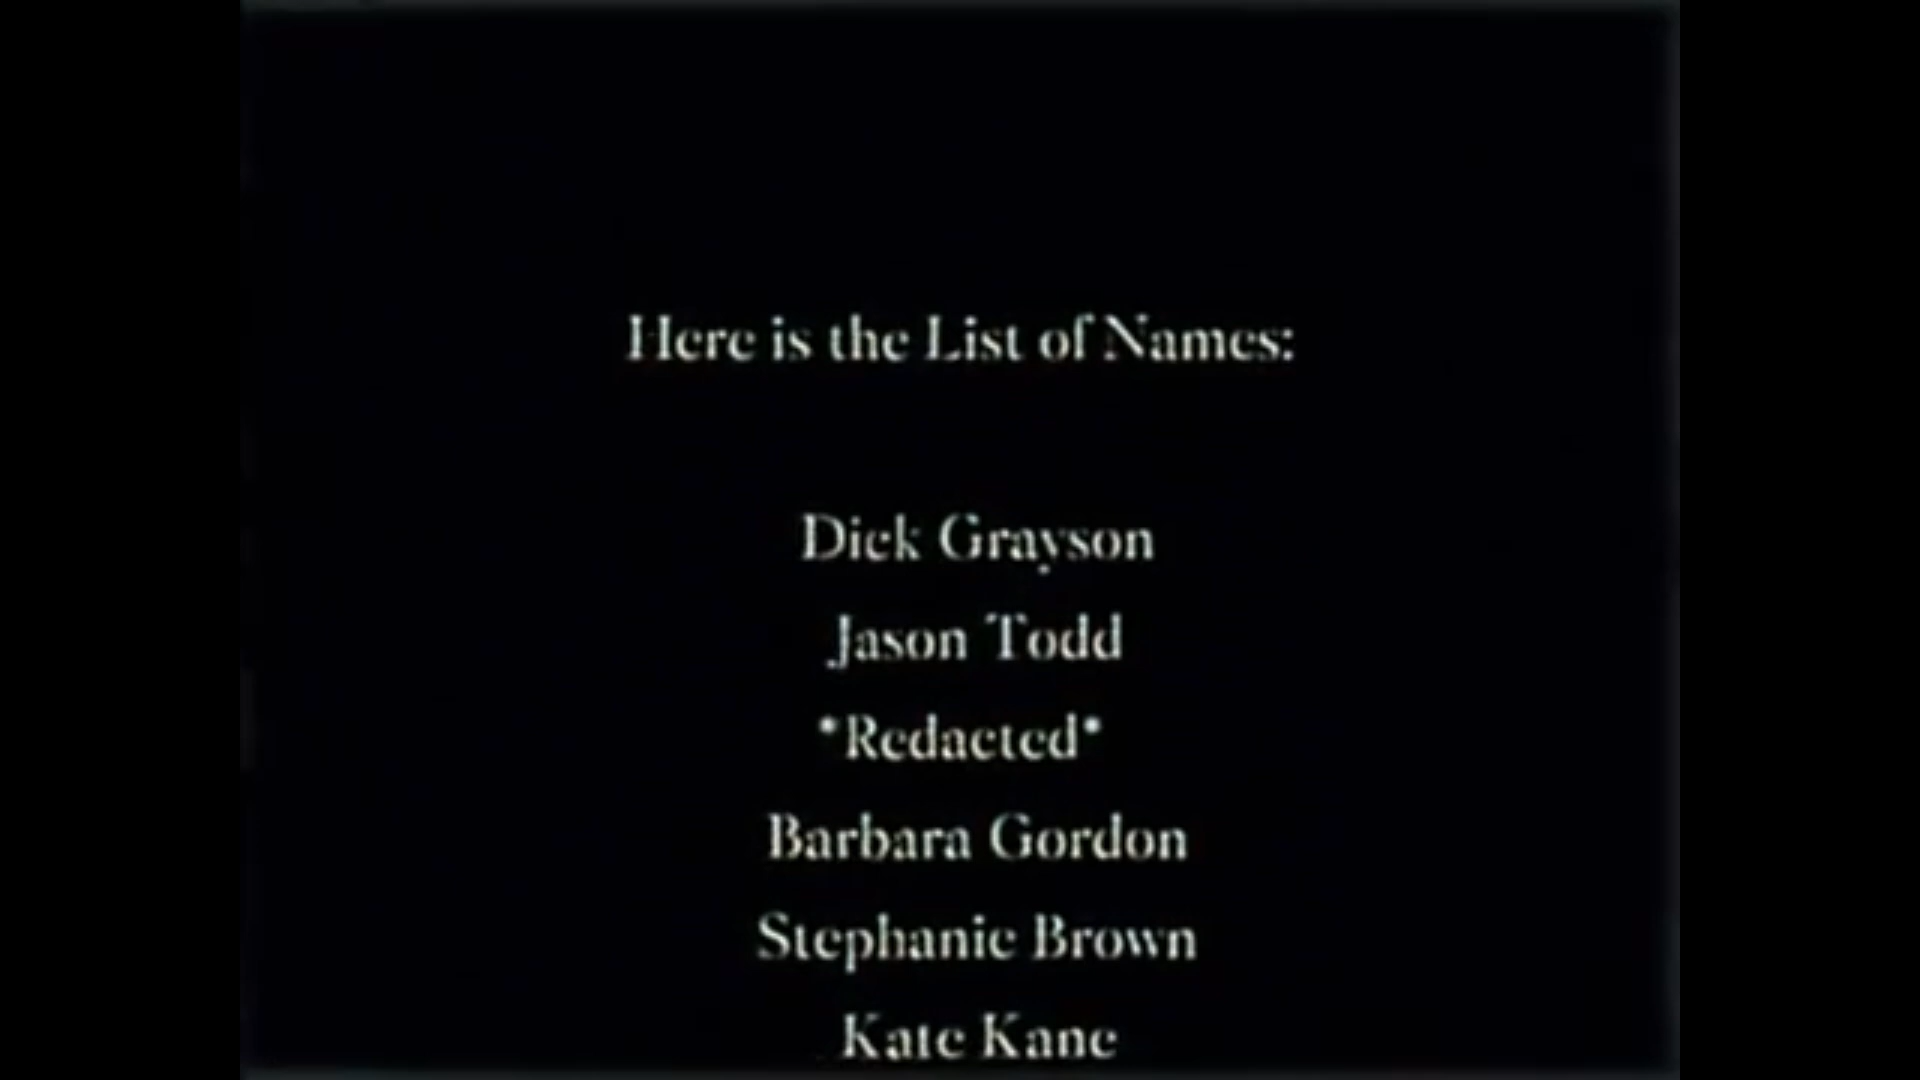 Here is the List of Names:
Dick Grayson
Jason Todd
*Redacted*
Barbara Gordon
Stephanie Brown
Kate Kane